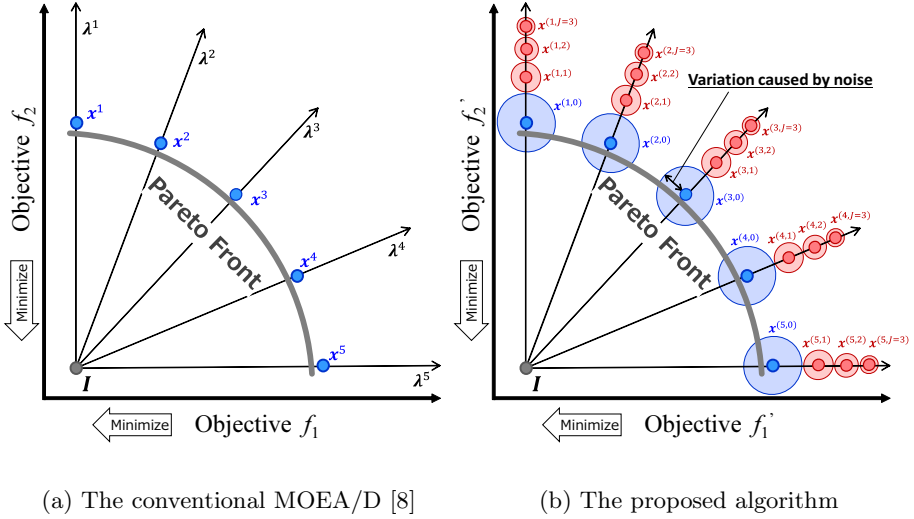 λ¹
λ²
λ³
λ⁴
λ⁵
x¹
x²
x³
x⁴
x⁵
Pareto Front
I
Objective f₂
Minimize
Minimize
Objective f₁
(a) The conventional MOEA/D [8]
x^(1,J=3)
x^(1,2)
x^(1,1)
x^(1,0)
x^(2,J=3)
x^(2,2)
x^(2,1)
x^(2,0)
Variation caused by noise
x^(3,J=3)
x^(3,2)
x^(3,1)
x^(3,0)
x^(4,J=3)
x^(4,2)
x^(4,1)
x^(4,0)
x^(5,J=3)
x^(5,2)
x^(5,1)
x^(5,0)
Pareto Front
I
Objective f₂'
Minimize
Minimize
Objective f₁'
(b) The proposed algorithm